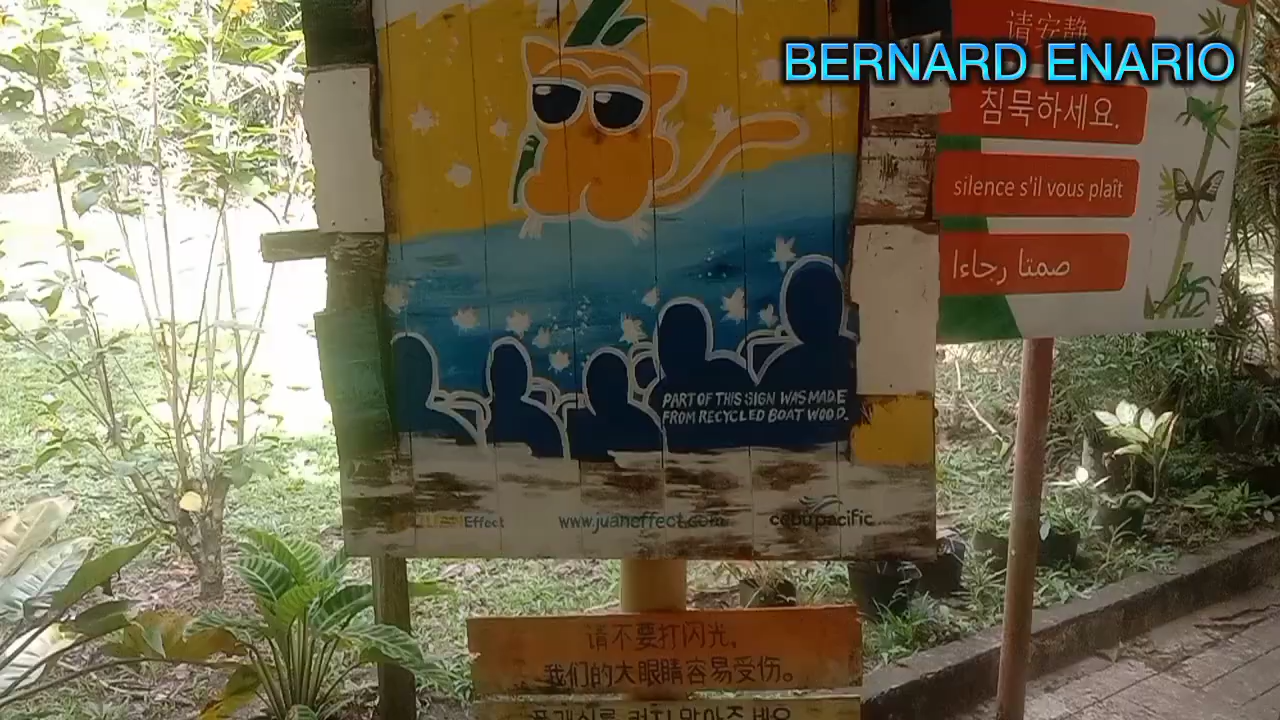 BERNARD ENARIO
请安静
침묵하세요.
silence s'il vous plaît
صمتا رجاءا
PART OF THIS SIGN WAS MADE
FROM RECYCLED BOAT WOOD.
Effect
www.juaneffect.com
cebu pacific
请不要打闪光,
我们的大眼睛容易受伤。